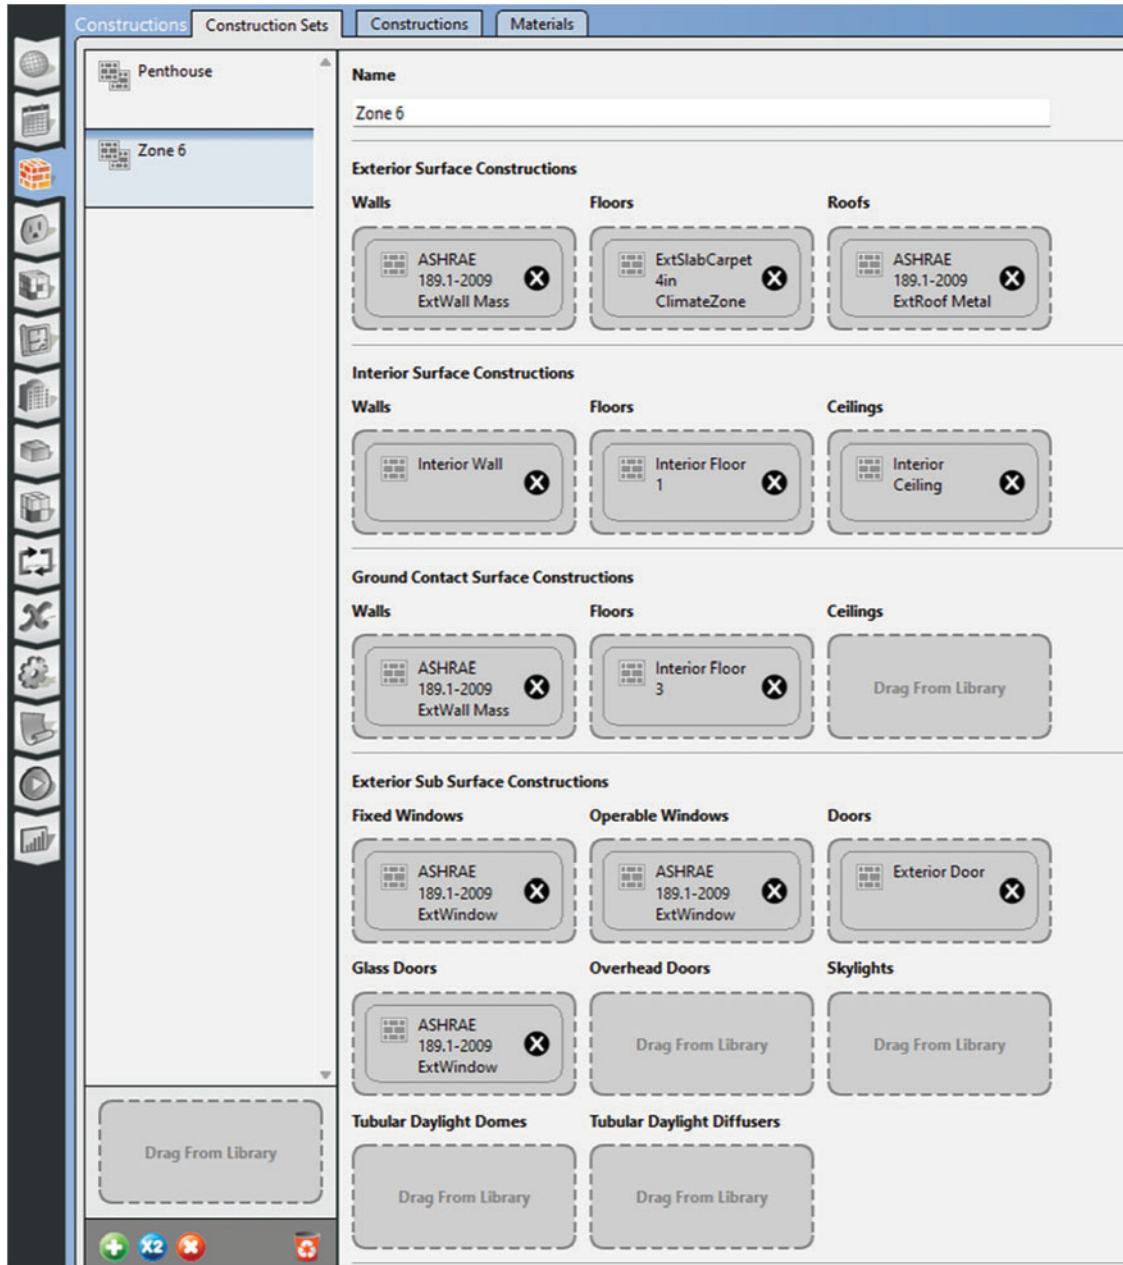 Constructions
Construction Sets
Constructions
Materials
Penthouse
Zone 6
Name
Zone 6
Exterior Surface Constructions
Walls
Floors
Roofs
ASHRAE
189.1-2009
ExtWall Mass
ExtSlabCarpet
4in
ClimateZone
ASHRAE
189.1-2009
ExtRoof Metal
Interior Surface Constructions
Walls
Floors
Ceilings
Interior Wall
Interior Floor
1
Interior
Ceiling
Ground Contact Surface Constructions
Walls
Floors
Ceilings
ASHRAE
189.1-2009
ExtWall Mass
Interior Floor
3
Drag From Library
Exterior Sub Surface Constructions
Fixed Windows
Operable Windows
Doors
ASHRAE
189.1-2009
ExtWindow
ASHRAE
189.1-2009
ExtWindow
Exterior Door
Glass Doors
Overhead Doors
Skylights
ASHRAE
189.1-2009
ExtWindow
Drag From Library
Drag From Library
Tubular Daylight Domes
Tubular Daylight Diffusers
Drag From Library
Drag From Library
Drag From Library
X2